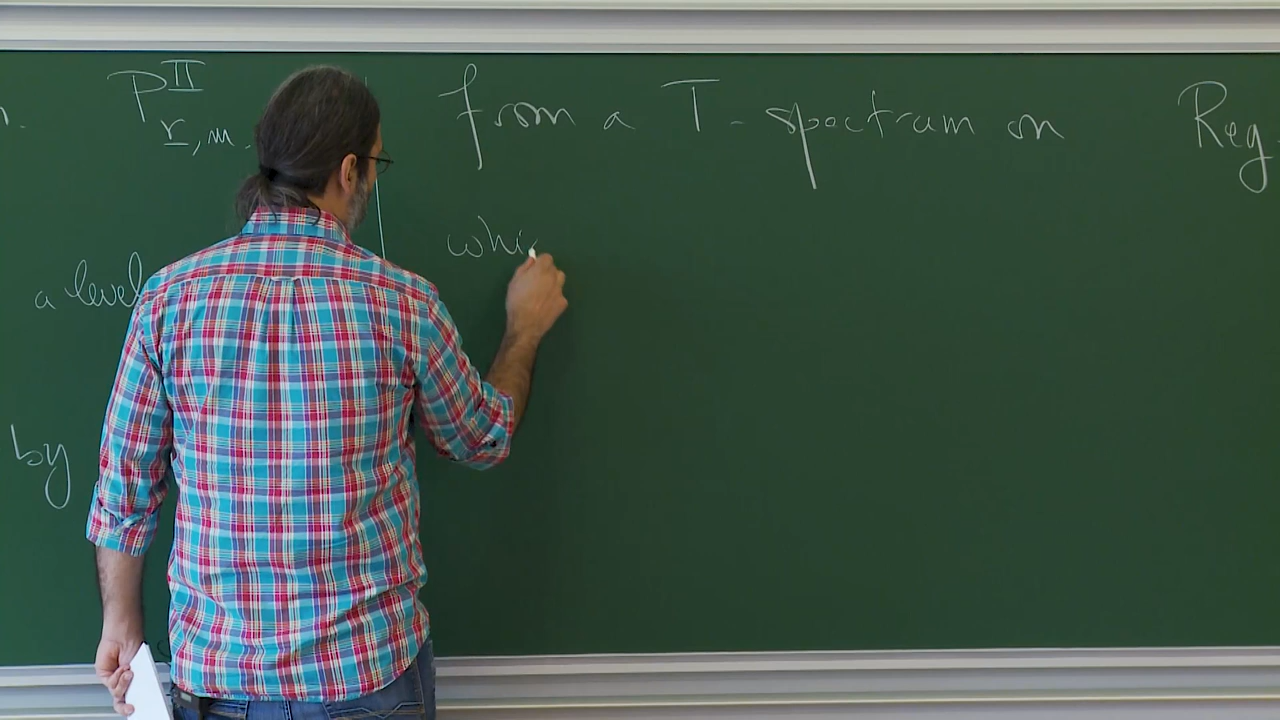 P^{II}_{r,m}.
a level
by
from a T-spectrum on Reg
whi